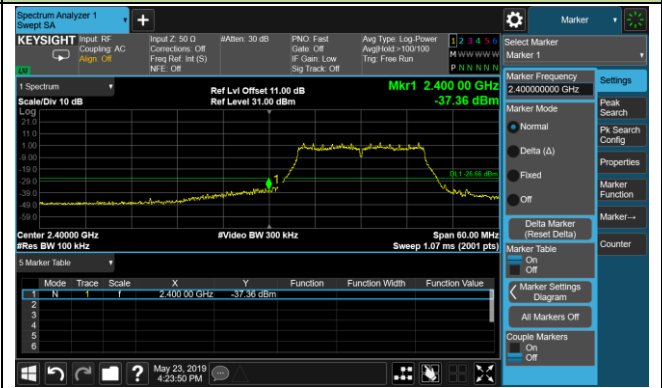 Spectrum Analyzer 1
Swept SA
+
Marker
KEYSIGHT
Input: RF
Coupling: AC
Align: Off
Input Z: 50 Ω
Corrections: Off
Freq Ref: Int (S)
NFE: Off
#Atten: 30 dB
PNO: Fast
Gate: Off
IF Gain: Low
Sig Track: Off
Avg Type: Log-Power
Avg|Hold:>100/100
Trig: Free Run
1 2 3 4 5 6
M W W W W W
P N N N N N
LXI
1 Spectrum
Scale/Div 10 dB
Ref Lvl Offset 11.00 dB
Ref Level 31.00 dBm
Mkr1 2.400 00 GHz
-37.36 dBm
Log
21.0
11.0
1.00
-9.00
-19.0
-29.0
-39.0
-49.0
-59.0
1
DL1 -26.66 dBm
Center 2.40000 GHz
#Res BW 100 kHz
#Video BW 300 kHz
Span 60.00 MHz
Sweep 1.07 ms (2001 pts)
5 Marker Table
Mode Trace Scale X Y Function Function Width Function Value
1 N 1 f 2.400 00 GHz -37.36 dBm
2
3
4
5
6
May 23, 2019
4:23:50 PM
Select Marker
Marker 1
Marker Frequency
2.400000000 GHz
Marker Mode
Normal
Delta (Δ)
Fixed
Off
Delta Marker
(Reset Delta)
Marker Table
On
Off
Marker Settings
Diagram
All Markers Off
Couple Markers
On
Off
Settings
Peak
Search
Pk Search
Config
Properties
Marker
Function
Marker→
Counter